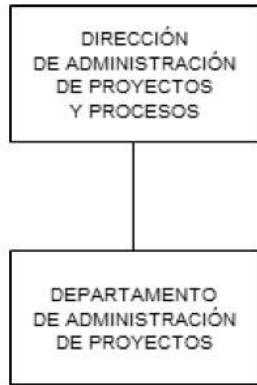 DIRECCIÓN
DE ADMINISTRACIÓN
DE PROYECTOS
Y PROCESOS
DEPARTAMENTO
DE ADMINISTRACIÓN
DE PROYECTOS